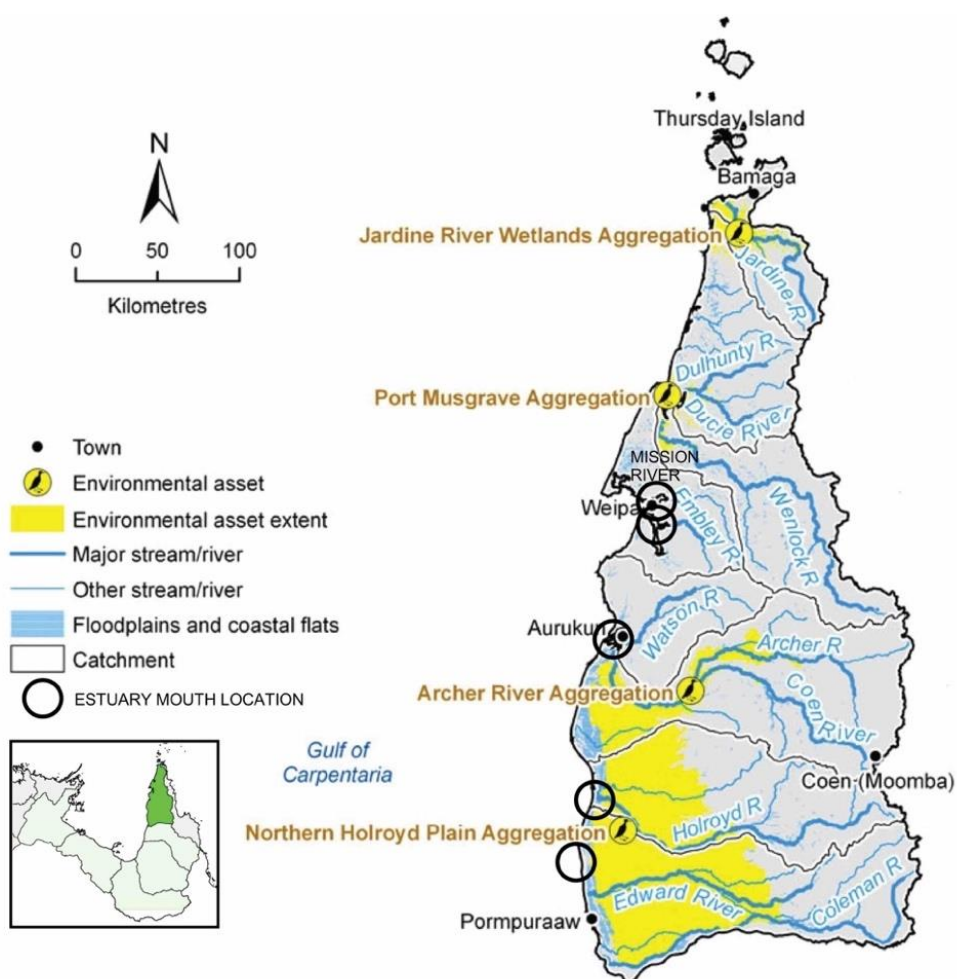 Thursday Island
Bamaga
N
0 50 100
Kilometres
Jardine River Wetlands Aggregation
Jardine R
Dulhunty R
Port Musgrave Aggregation
Ducie River
MISSION
RIVER
Weipa
Embley R
Wenlock R
Town
Environmental asset
Environmental asset extent
Major stream/river
Other stream/river
Floodplains and coastal flats
Catchment
ESTUARY MOUTH LOCATION
Aurukun
Watson R
Archer R
Archer River Aggregation
Coen River
Gulf of
Carpentaria
Coen (Moomba)
Holroyd R
Northern Holroyd Plain Aggregation
Edward River
Coleman R
Pormpuraaw